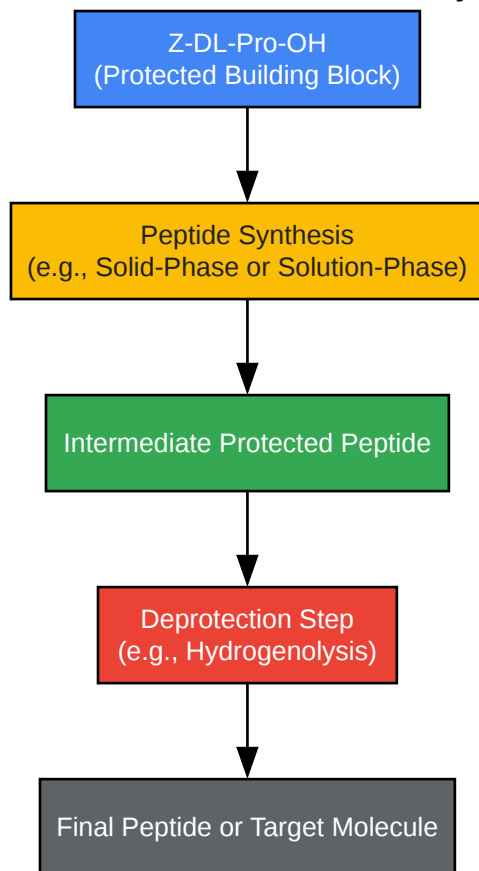 Z-DL-Pro-OH
(Protected Building Block)
Peptide Synthesis
(e.g., Solid-Phase or Solution-Phase)
Intermediate Protected Peptide
Deprotection Step
(e.g., Hydrogenolysis)
Final Peptide or Target Molecule